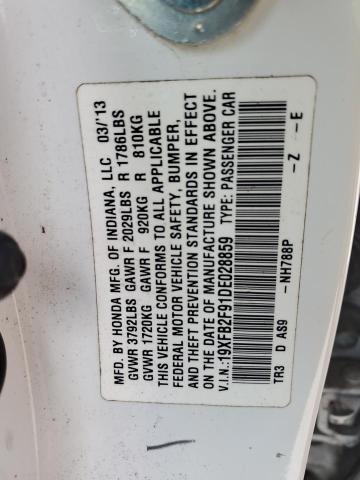 MFG. BY HONDA MFG. OF INDIANA, LLC 03/'13
GVWR 3792LBS GAWR F 2029LBS R 1786LBS
GVWR 1720KG GAWR F 920KG R 810KG
THIS VEHICLE CONFORMS TO ALL APPLICABLE
FEDERAL MOTOR VEHICLE SAFETY, BUMPER,
AND THEFT PREVENTION STANDARDS IN EFFECT
ON THE DATE OF MANUFACTURE SHOWN ABOVE.
V.I.N.:19XFB2F91DE028859 TYPE: PASSENGER CAR
-NH788P -Z -E
TR3 D AS9